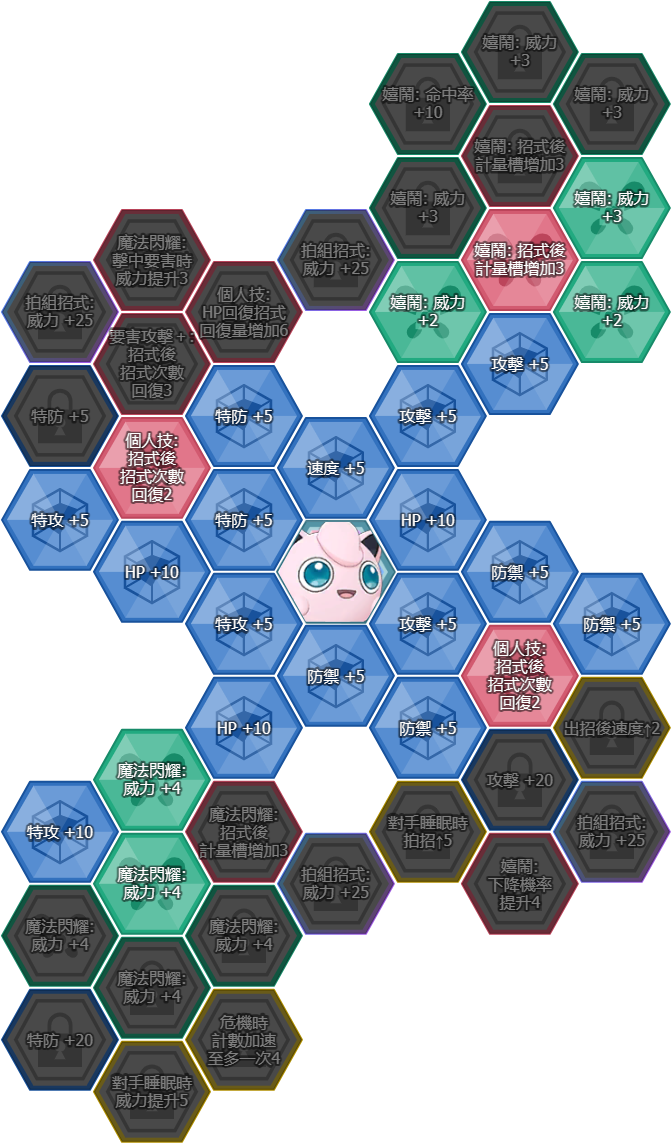 嬉鬧: 威力
+3
嬉鬧: 命中率
+10
嬉鬧: 威力
+3
嬉鬧: 招式後
計量槽增加3
嬉鬧: 威力
+3
嬉鬧: 威力
+3
魔法閃耀:
擊中要害時
威力提升3
拍組招式:
威力 +25
嬉鬧: 招式後
計量槽增加3
拍組招式:
威力 +25
個人技:
HP回復招式
回復量增加6
嬉鬧: 威力
+2
嬉鬧: 威力
+2
要害攻擊＋:
招式後
招式次數
回復3
攻擊 +5
特防 +5
特防 +5
攻擊 +5
個人技:
招式後
招式次數
回復2
速度 +5
特攻 +5
特防 +5
HP +10
HP +10
防禦 +5
特攻 +5
攻擊 +5
防禦 +5
防禦 +5
個人技:
招式後
招式次數
回復2
HP +10
防禦 +5
出招後速度↑2
魔法閃耀:
威力 +4
攻擊 +20
特攻 +10
魔法閃耀:
招式後
計量槽增加3
對手睡眠時
拍招↑5
拍組招式:
威力 +25
魔法閃耀:
威力 +4
拍組招式:
威力 +25
嬉鬧:
下降機率
提升4
魔法閃耀:
威力 +4
魔法閃耀:
威力 +4
魔法閃耀:
威力 +4
特防 +20
危機時
計數加速
至多一次4
對手睡眠時
威力提升5